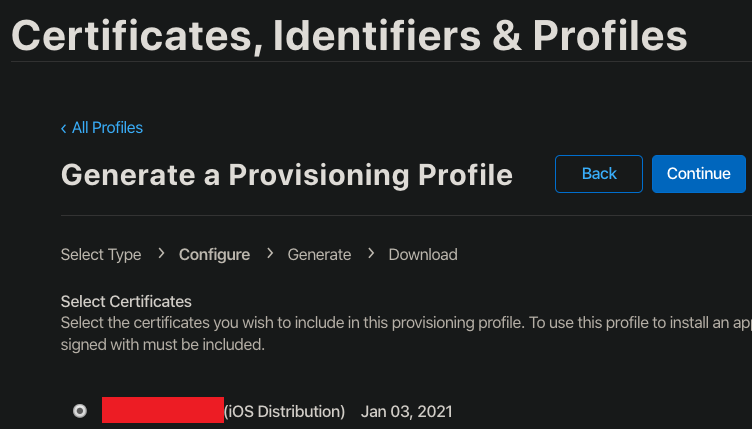 Certificates, Identifiers & Profiles
‹ All Profiles
Generate a Provisioning Profile
Back
Continue
Select Type > Configure > Generate > Download
Select Certificates
Select the certificates you wish to include in this provisioning profile. To use this profile to install an
signed with must be included.
(iOS Distribution) Jan 03, 2021